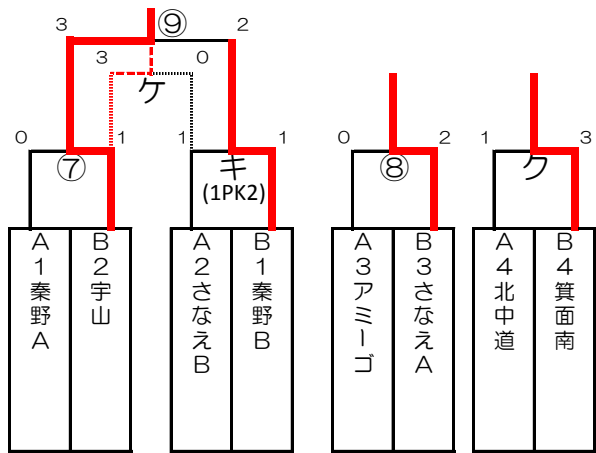 3 ⑨ 2
3 0
ケ
0 1 1 1 0 2 1 3
⑦ キ ⑧ ク
(1PK2)
A1秦野A
B2宇山
A2さなえB
B1秦野B
A3アミーゴ
B3さなえA
A4北中道
B4箕面南